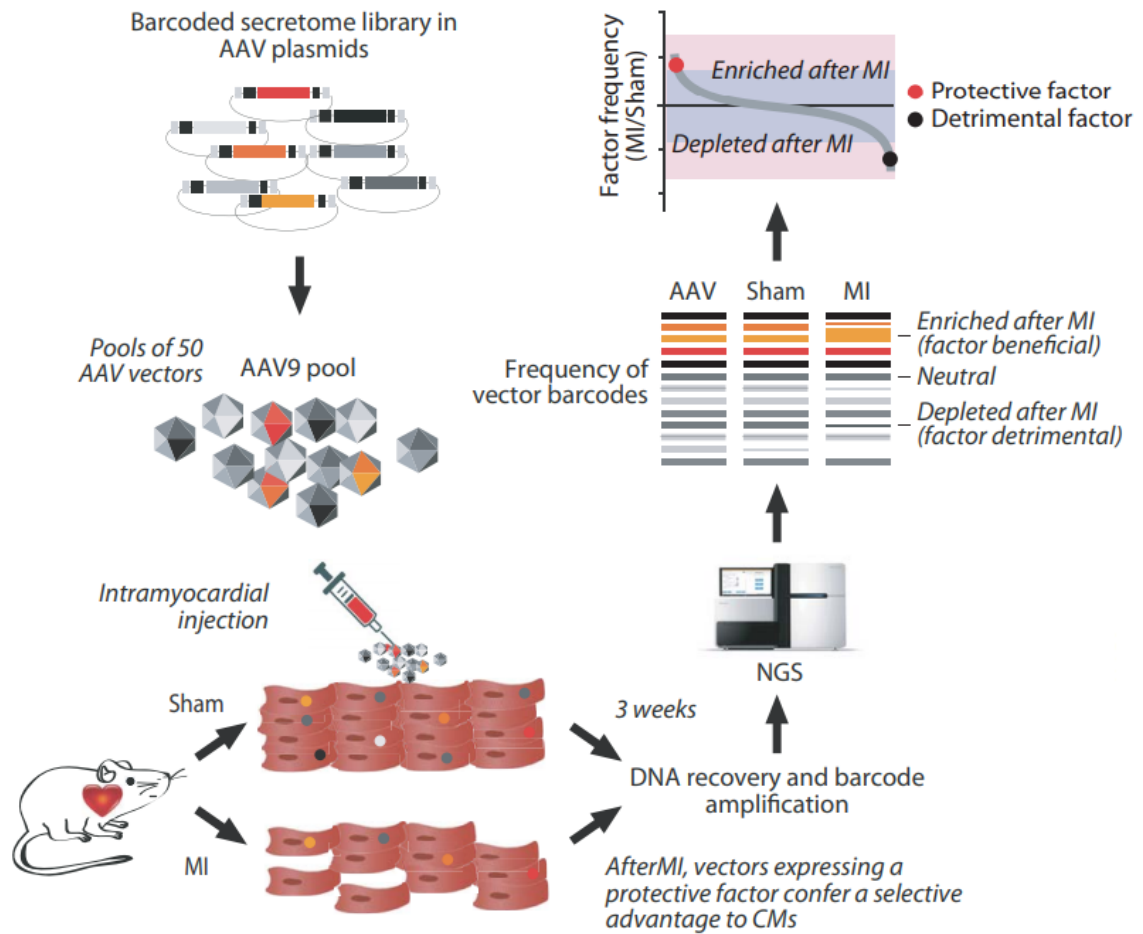 Barcoded secretome library in
AAV plasmids
Pools of 50
AAV vectors
AAV9 pool
Intramyocardial
injection
Sham
MI
3 weeks
DNA recovery and barcode
amplification
AfterMI, vectors expressing a
protective factor confer a selective
advantage to CMs
NGS
Frequency of
vector barcodes
AAV Sham MI
Enriched after MI
(factor beneficial)
Neutral
Depleted after MI
(factor detrimental)
Factor frequency
(MI/Sham)
Enriched after MI
Depleted after MI
Protective factor
Detrimental factor